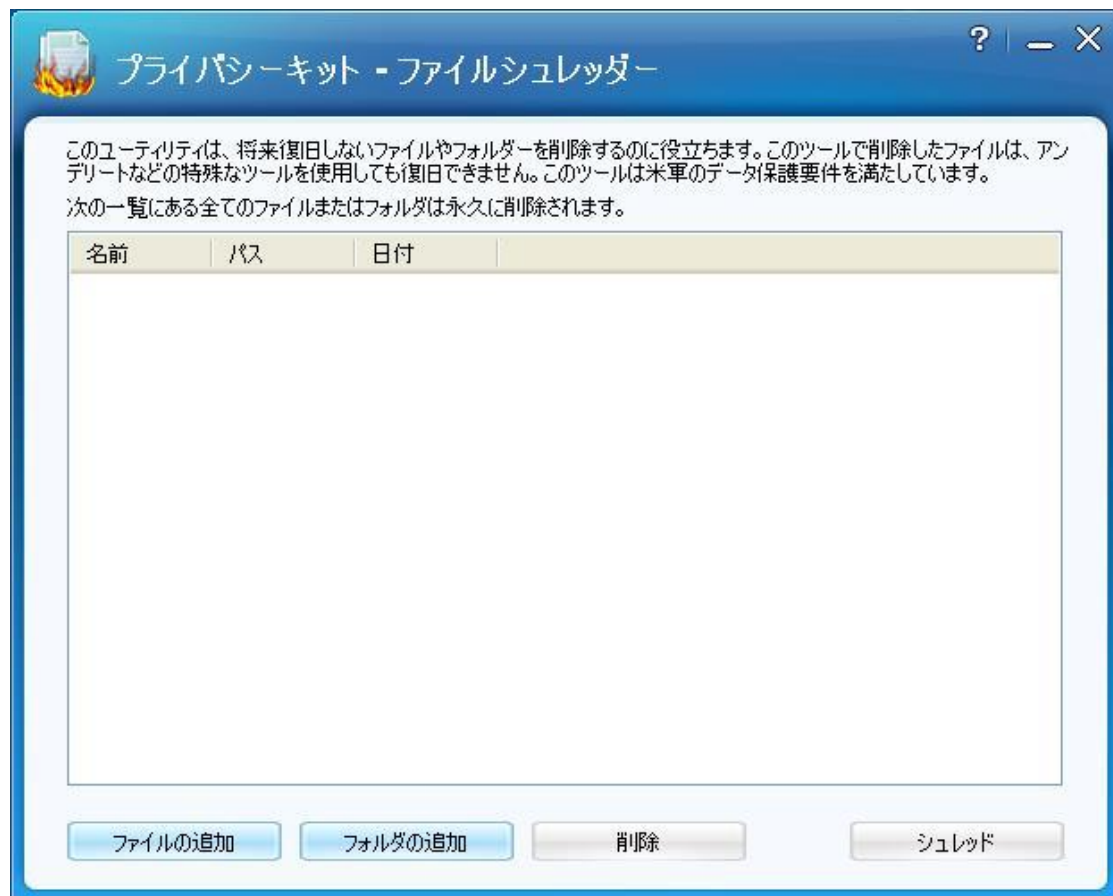 プライバシーキット - ファイルシュレッダー
?
このユーティリティは、将来復旧しないファイルやフォルダーを削除するのに役立ちます。このツールで削除したファイルは、アン
デリートなどの特殊なツールを使用しても復旧できません。このツールは米軍のデータ保護要件を満たしています。
次の一覧にある全てのファイルまたはフォルダは永久に削除されます。
名前 パス 日付
ファイルの追加 フォルダの追加 削除 シュレッド